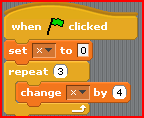 when clicked
set x to 0
repeat 3
change x by 4